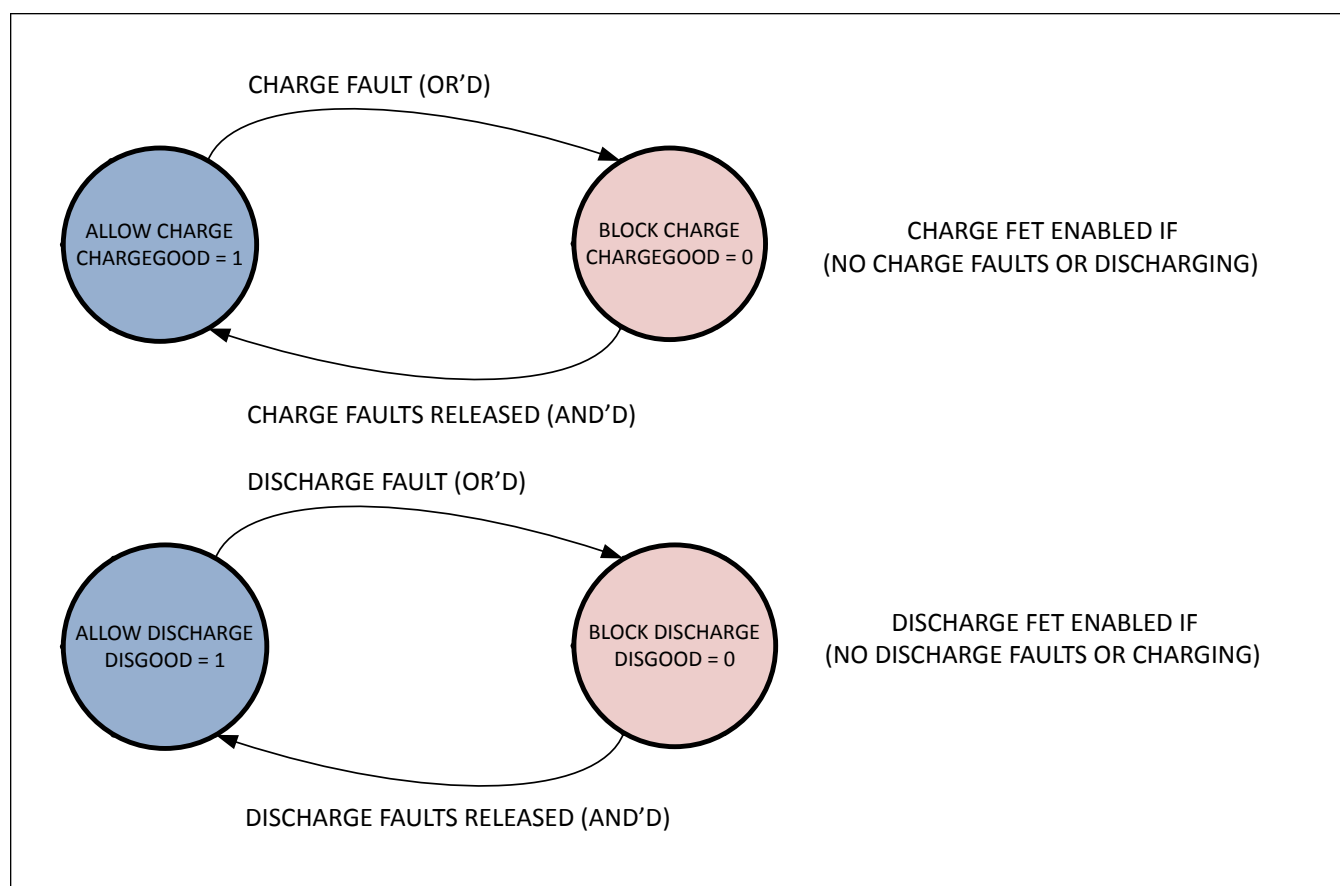 CHARGE FAULT (OR’D)
ALLOW CHARGE
CHARGEGOOD = 1
BLOCK CHARGE
CHARGEGOOD = 0
CHARGE FET ENABLED IF
(NO CHARGE FAULTS OR DISCHARGING)
CHARGE FAULTS RELEASED (AND’D)
DISCHARGE FAULT (OR’D)
ALLOW DISCHARGE
DISGOOD = 1
BLOCK DISCHARGE
DISGOOD = 0
DISCHARGE FET ENABLED IF
(NO DISCHARGE FAULTS OR CHARGING)
DISCHARGE FAULTS RELEASED (AND’D)